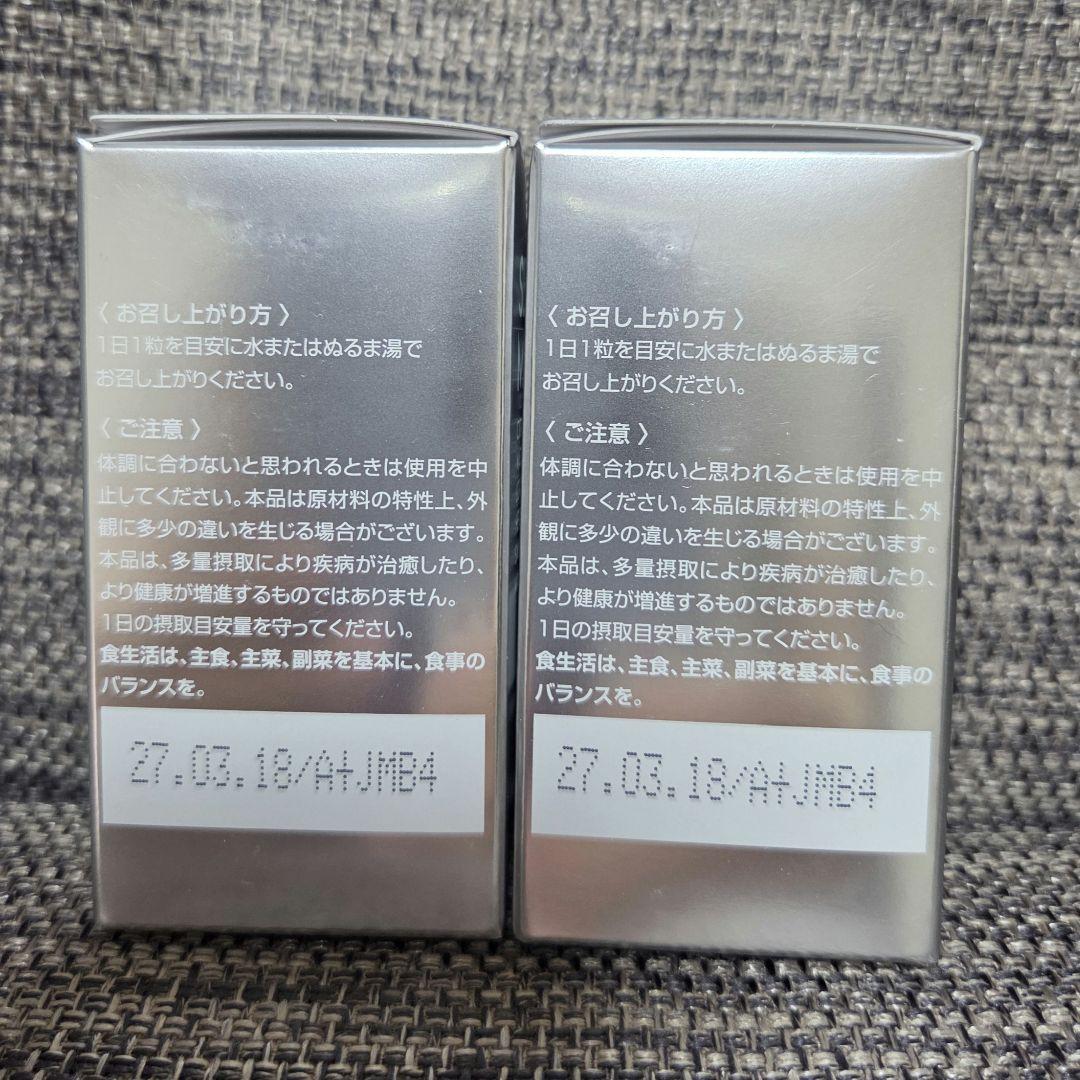 〈 お召し上がり方 〉
1日1粒を目安に水またはぬるま湯で
お召し上がりください。
〈 ご注意 〉
体調に合わないと思われるときは使用を中
止してください。本品は原材料の特性上、外
観に多少の違いを生じる場合がございます。
本品は、多量摂取により疾病が治癒したり、
より健康が増進するものではありません。
1日の摂取目安量を守ってください。
食生活は、主食、主菜、副菜を基本に、食事の
バランスを。
27.03.18/A+JMB4
〈 お召し上がり方 〉
1日1粒を目安に水またはぬるま湯で
お召し上がりください。
〈 ご注意 〉
体調に合わないと思われるときは使用を中
止してください。本品は原材料の特性上、外
観に多少の違いを生じる場合がございます。
本品は、多量摂取により疾病が治癒したり、
より健康が増進するものではありません。
1日の摂取目安量を守ってください。
食生活は、主食、主菜、副菜を基本に、食事の
バランスを。
27.03.18/A+JMB4